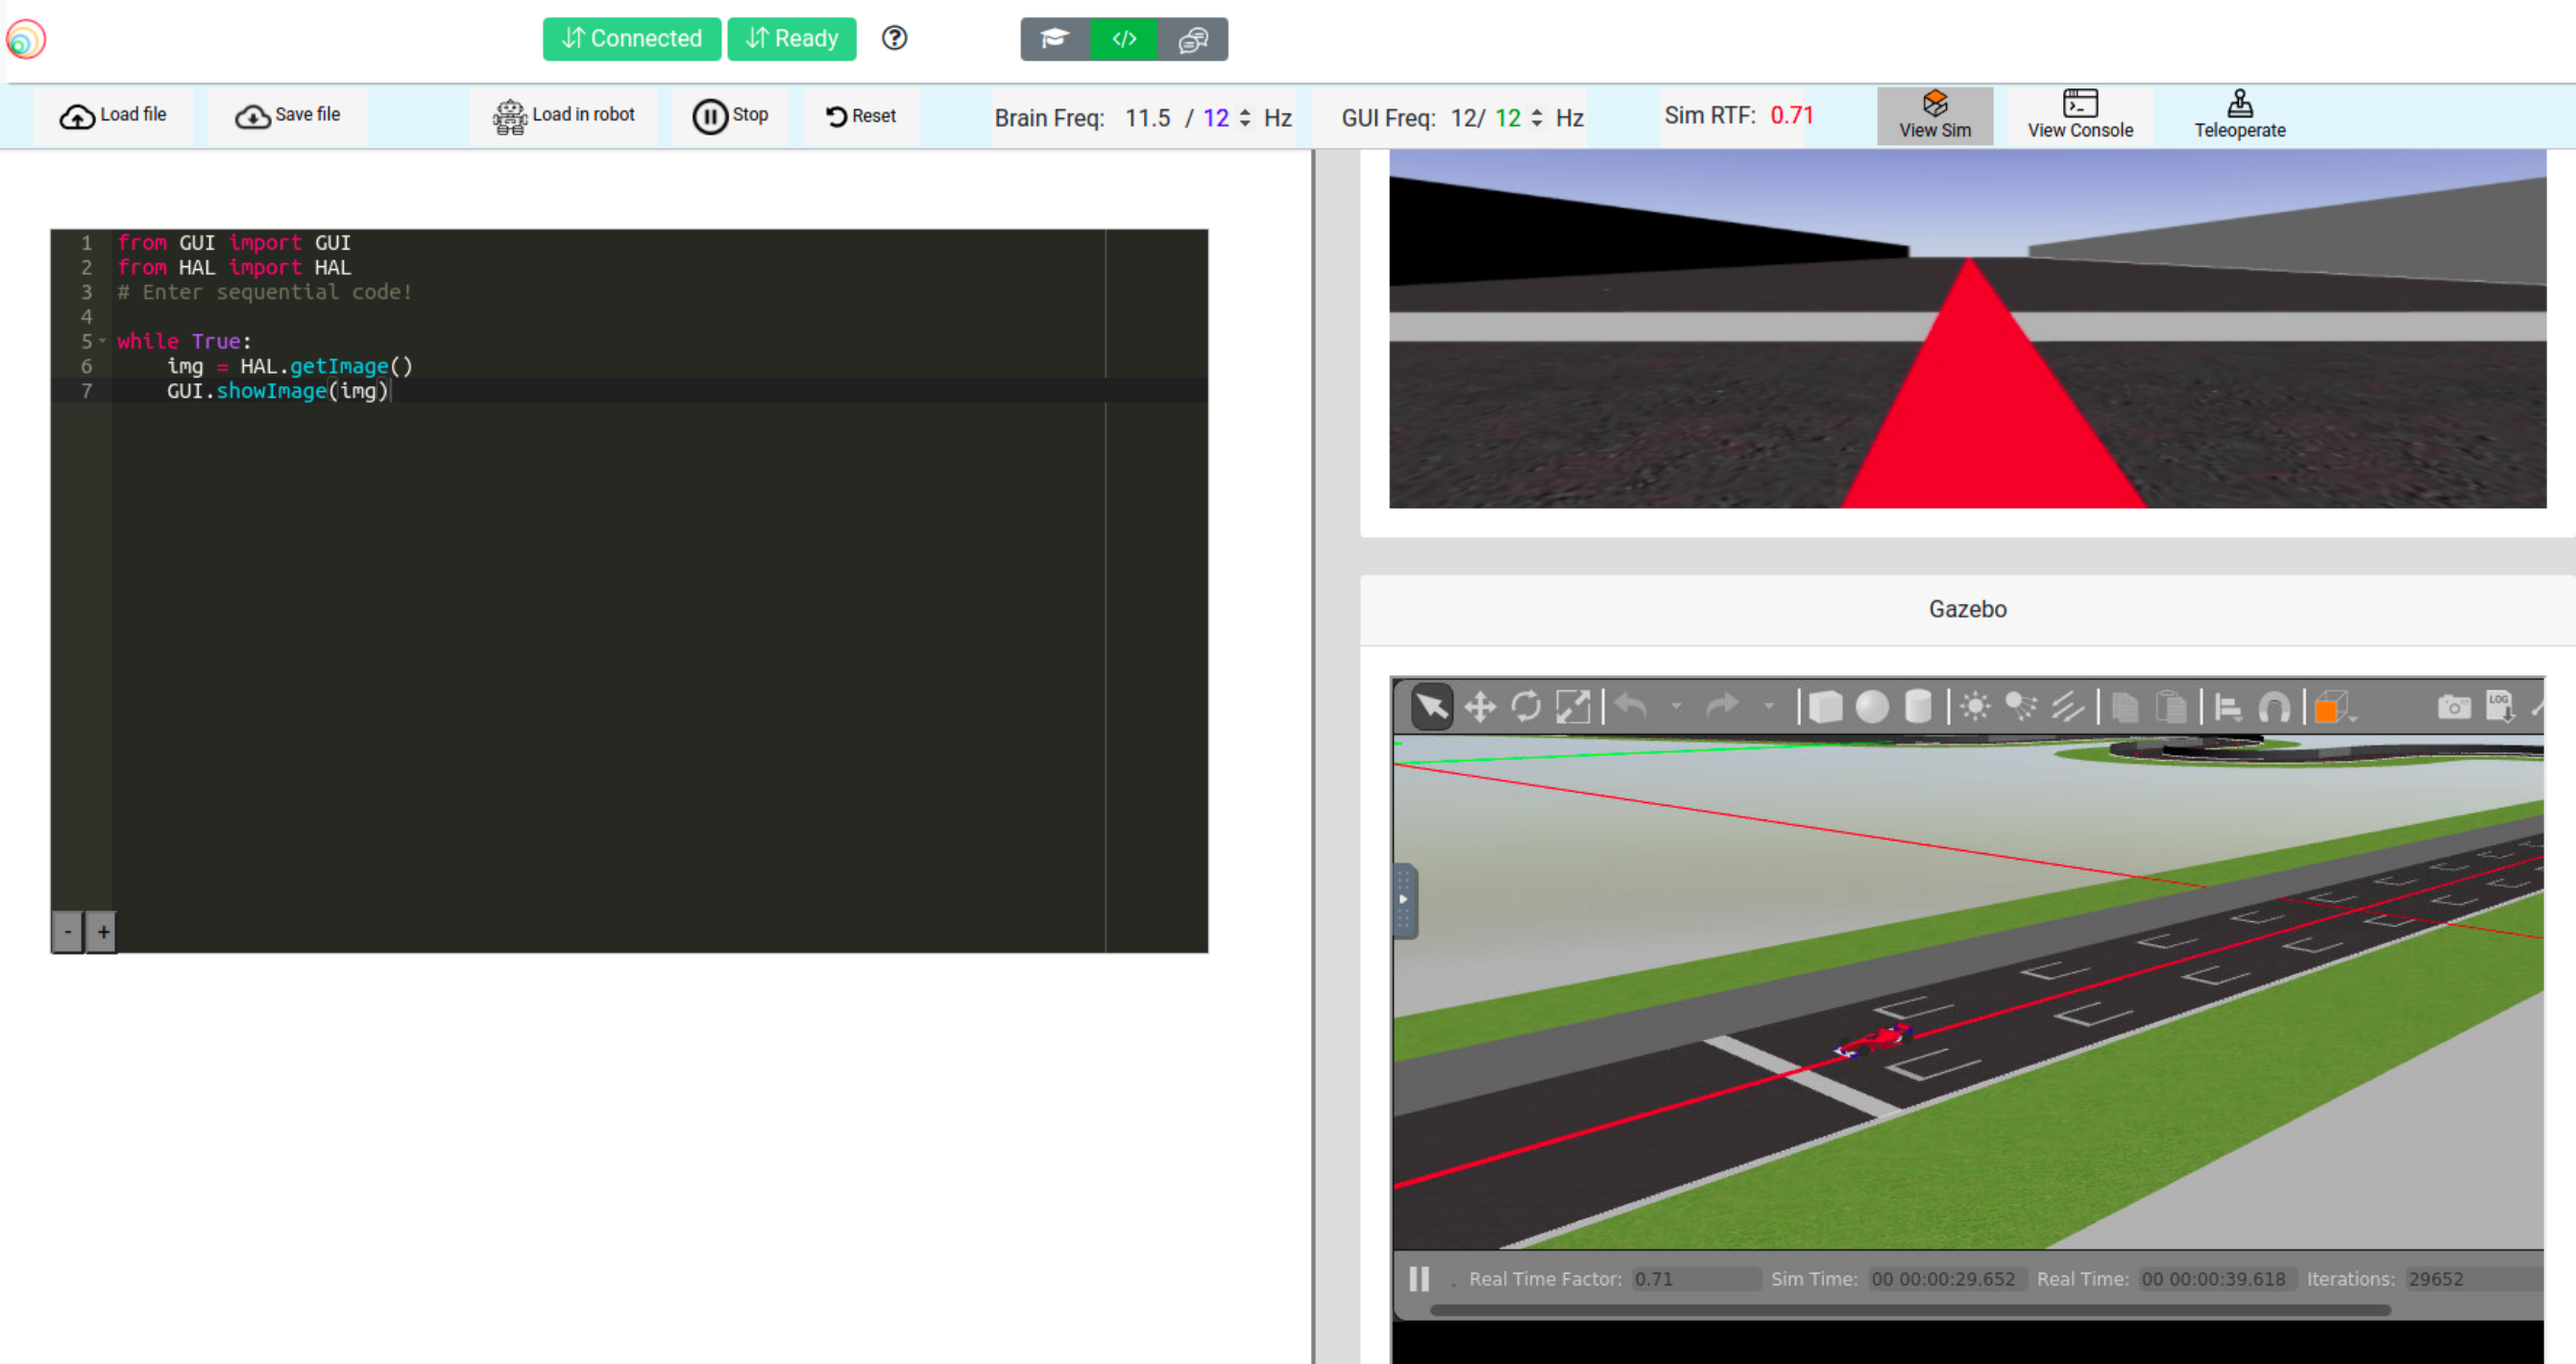 Connected Ready ?
Load file Save file Load in robot Stop Reset Brain Freq: 11.5 / 12 Hz GUI Freq: 12/ 12 Hz Sim RTF: 0.71 View Sim View Console Teleoperate
1 from GUI import GUI
2 from HAL import HAL
3 # Enter sequential code!
4
5 while True:
6 img = HAL.getImage()
7 GUI.showImage(img)
- +
Gazebo
LOG
Real Time Factor: 0.71 Sim Time: 00 00:00:29.652 Real Time: 00 00:00:39.618 Iterations: 29652